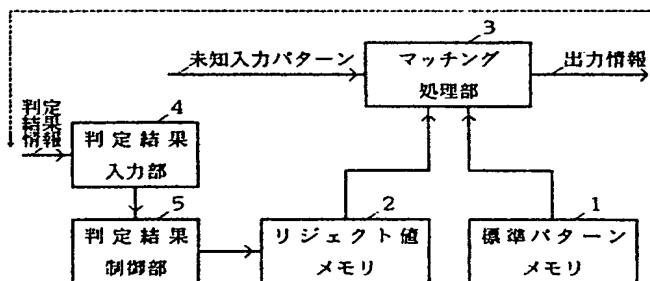 3
未知入力パターン
マッチング
処理部
出力情報
判定
結果
情報
4
判定結果
入力部
5
判定結果
制御部
2
リジェクト値
メモリ
1
標準パターン
メモリ